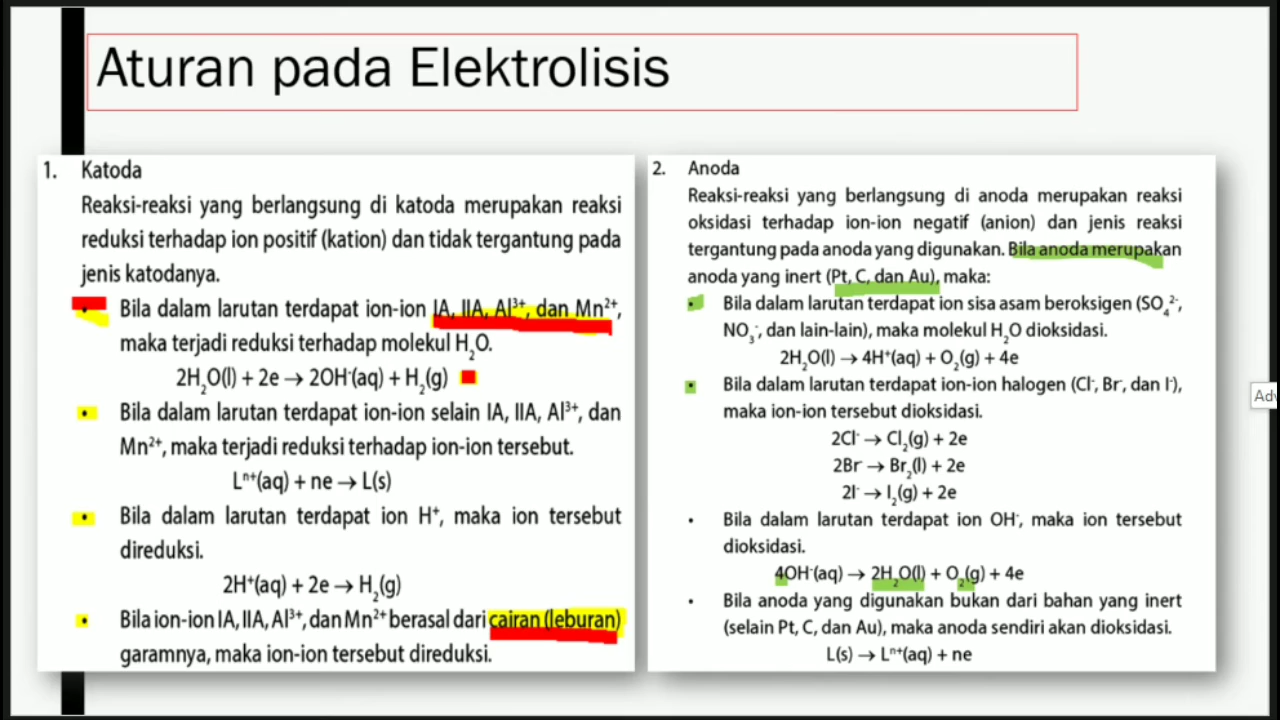 Aturan pada Elektrolisis
1. Katoda
Reaksi-reaksi yang berlangsung di katoda merupakan reaksi
reduksi terhadap ion positif (kation) dan tidak tergantung pada
jenis katodanya.
• Bila dalam larutan terdapat ion-ion IA, IIA, Al³⁺, dan Mn²⁺,
maka terjadi reduksi terhadap molekul H₂O.
2H₂O(l) + 2e → 2OH⁻(aq) + H₂(g)
• Bila dalam larutan terdapat ion-ion selain IA, IIA, Al³⁺, dan
Mn²⁺, maka terjadi reduksi terhadap ion-ion tersebut.
Lⁿ⁺(aq) + ne → L(s)
• Bila dalam larutan terdapat ion H⁺, maka ion tersebut
direduksi.
2H⁺(aq) + 2e → H₂(g)
• Bila ion-ion IA, IIA, Al³⁺, dan Mn²⁺ berasal dari cairan (leburan)
garamnya, maka ion-ion tersebut direduksi.
2. Anoda
Reaksi-reaksi yang berlangsung di anoda merupakan reaksi
oksidasi terhadap ion-ion negatif (anion) dan jenis reaksi
tergantung pada anoda yang digunakan. Bila anoda merupakan
anoda yang inert (Pt, C, dan Au), maka:
• Bila dalam larutan terdapat ion sisa asam beroksigen (SO₄²⁻,
NO₃⁻, dan lain-lain), maka molekul H₂O dioksidasi.
2H₂O(l) → 4H⁺(aq) + O₂(g) + 4e
• Bila dalam larutan terdapat ion-ion halogen (Cl⁻, Br⁻, dan I⁻),
maka ion-ion tersebut dioksidasi.
2Cl⁻ → Cl₂(g) + 2e
2Br⁻ → Br₂(l) + 2e
2I⁻ → I₂(g) + 2e
• Bila dalam larutan terdapat ion OH⁻, maka ion tersebut
dioksidasi.
4OH⁻(aq) → 2H₂O(l) + O₂(g) + 4e
• Bila anoda yang digunakan bukan dari bahan yang inert
(selain Pt, C, dan Au), maka anoda sendiri akan dioksidasi.
L(s) → Lⁿ⁺(aq) + ne